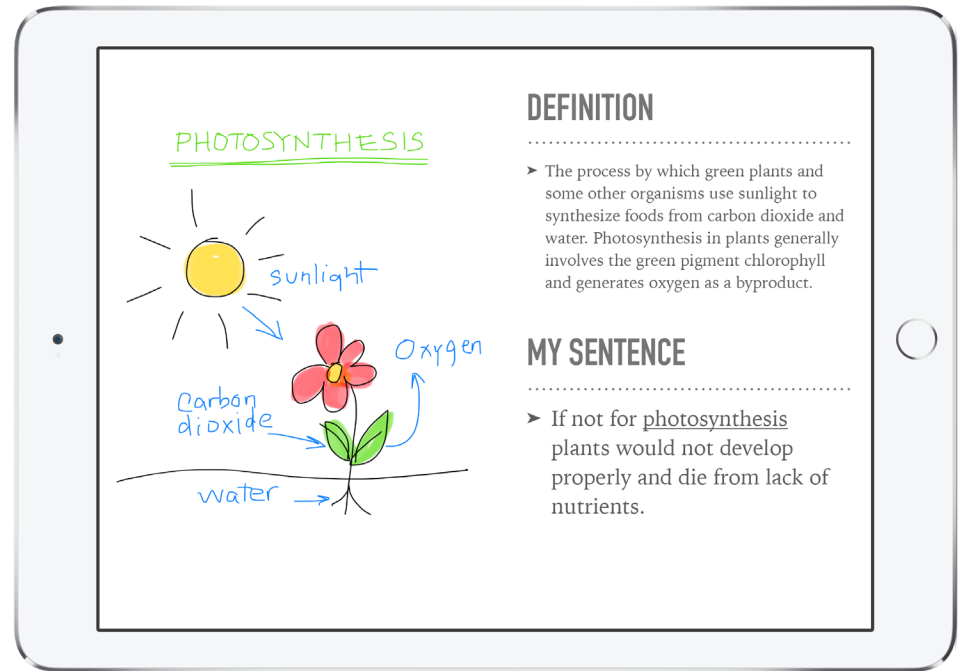 PHOTOSYNTHESIS
sunlight
Oxygen
Carbon
dioxide
water
DEFINITION
➤ The process by which green plants and
some other organisms use sunlight to
synthesize foods from carbon dioxide and
water. Photosynthesis in plants generally
involves the green pigment chlorophyll
and generates oxygen as a byproduct.
MY SENTENCE
➤ If not for photosynthesis
plants would not develop
properly and die from lack of
nutrients.